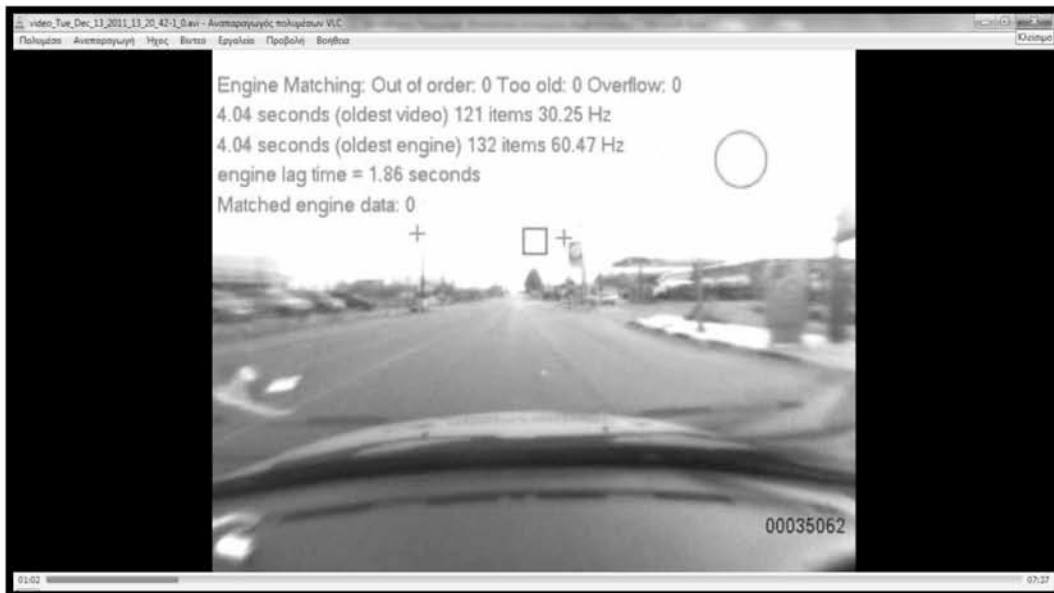 video_Tue_Dec_13_2011_13_20_42-1_0.avi - Αναπαραγωγός πολυμέσων VLC
Κλείσιμο
Πολυμέσα Αναπαραγωγή Ήχος Βίντεο Εργαλεία Προβολή Βοήθεια
Engine Matching: Out of order: 0 Too old: 0 Overflow: 0
4.04 seconds (oldest video) 121 items 30.25 Hz
4.04 seconds (oldest engine) 132 items 60.47 Hz
engine lag time = 1.86 seconds
Matched engine data: 0
00035062
01:02 07:37